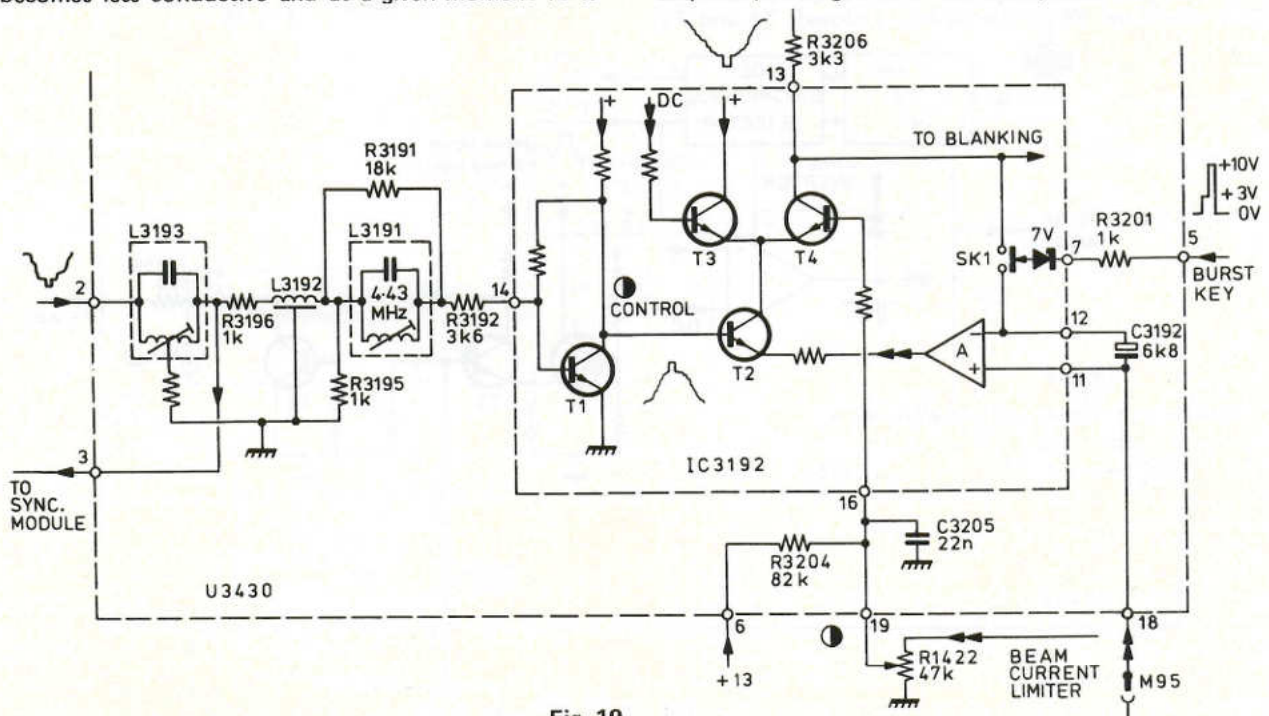 R3206
3k3
13
+
DC
+
TO BLANKING
+10V
+3V
0V
R3191
18k
L3193
L3191
7V
R3201
1k
5
T3
T4
SK1
7
BURST
KEY
2
L3192
4·43
MHz
14
R3196
1k
R3192
3k6
CONTROL
12
C3192
6k8
T2
A
-
+
11
R3195
1k
T1
IC3192
3
TO
SYNC.
MODULE
16
C3205
22n
R3204
82k
U3430
6
19
18
+13
R1422
47k
BEAM
CURRENT
LIMITER
M95